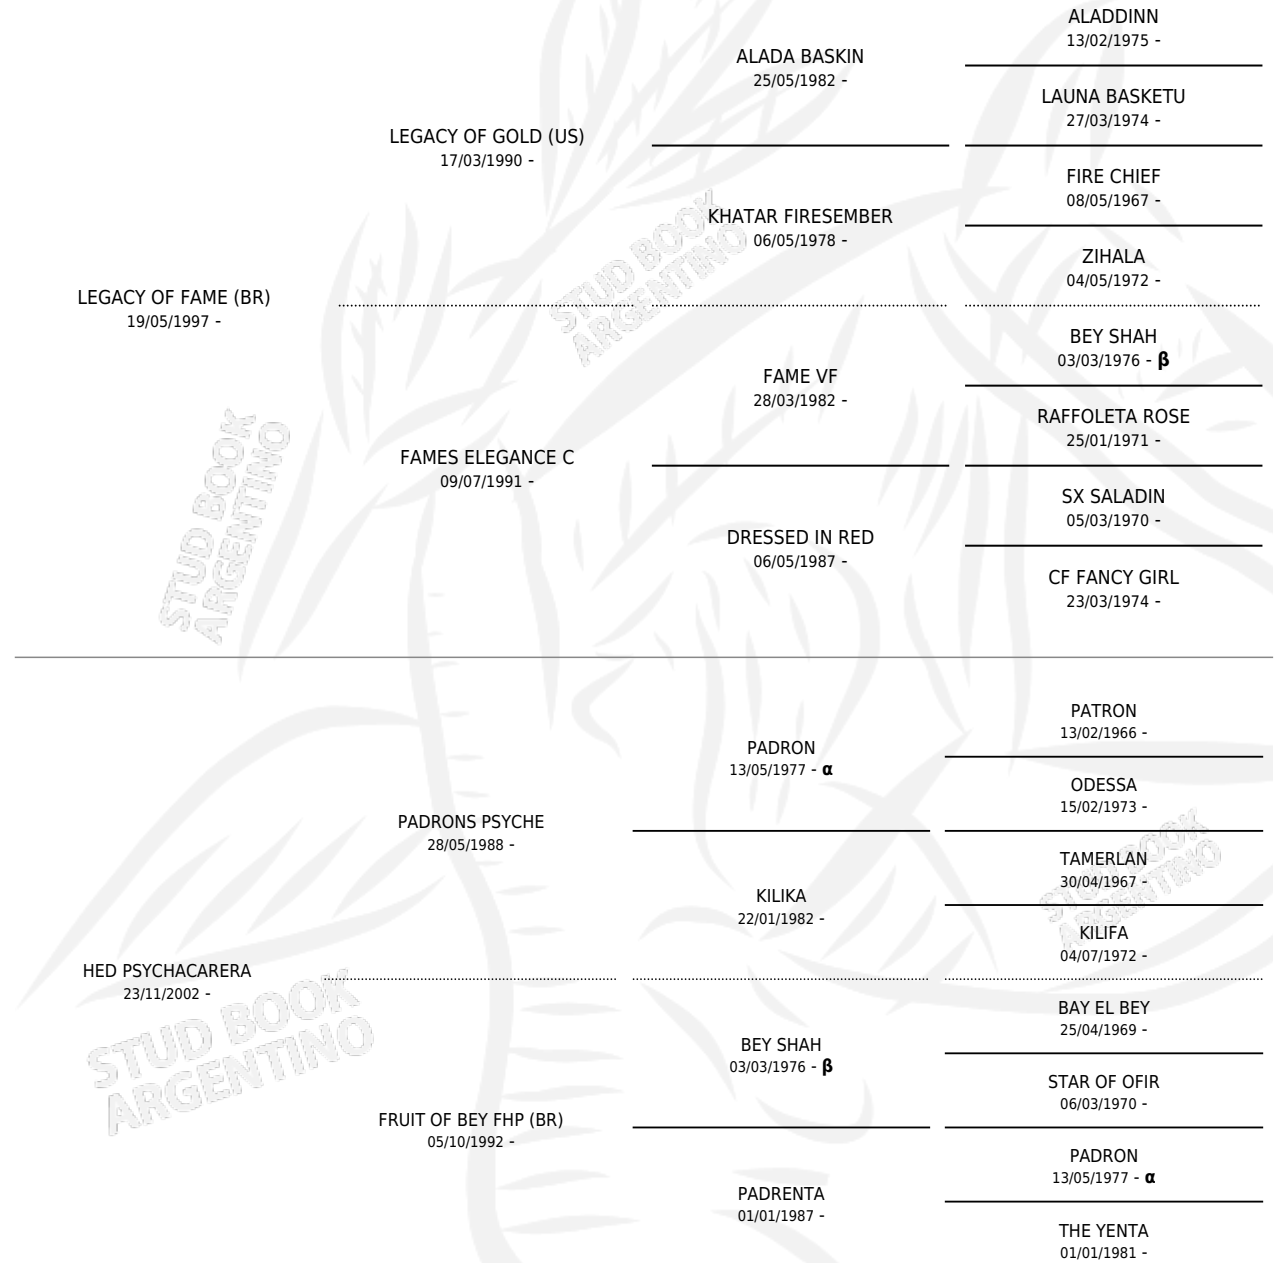 ALADDINN
13/02/1975 -
ALADA BASKIN
25/05/1982 -
LAUNA BASKETU
27/03/1974 -
LEGACY OF GOLD (US)
17/03/1990 -
FIRE CHIEF
08/05/1967 -
KHATAR FIRESEMBER
06/05/1978 -
ZIHALA
04/05/1972 -
LEGACY OF FAME (BR)
19/05/1997 -
BEY SHAH
03/03/1976 - β
FAME VF
28/03/1982 -
RAFFOLETA ROSE
25/01/1971 -
FAMES ELEGANCE C
09/07/1991 -
SX SALADIN
05/03/1970 -
DRESSED IN RED
06/05/1987 -
CF FANCY GIRL
23/03/1974 -
STUD BOOK
ARGENTINO
STUD BOOK
ARGENTINO
PATRON
13/02/1966 -
PADRON
13/05/1977 - α
ODESSA
15/02/1973 -
PADRONS PSYCHE
28/05/1988 -
TAMERLAN
30/04/1967 -
KILIKA
22/01/1982 -
KILIFA
04/07/1972 -
STUD BOOK
ARGENTINO
HED PSYCHACARERA
23/11/2002 -
BAY EL BEY
25/04/1969 -
BEY SHAH
03/03/1976 - β
STAR OF OFIR
06/03/1970 -
FRUIT OF BEY FHP (BR)
05/10/1992 -
PADRON
13/05/1977 - α
PADRENTA
01/01/1987 -
THE YENTA
01/01/1981 -
STUD BOOK
ARGENTINO